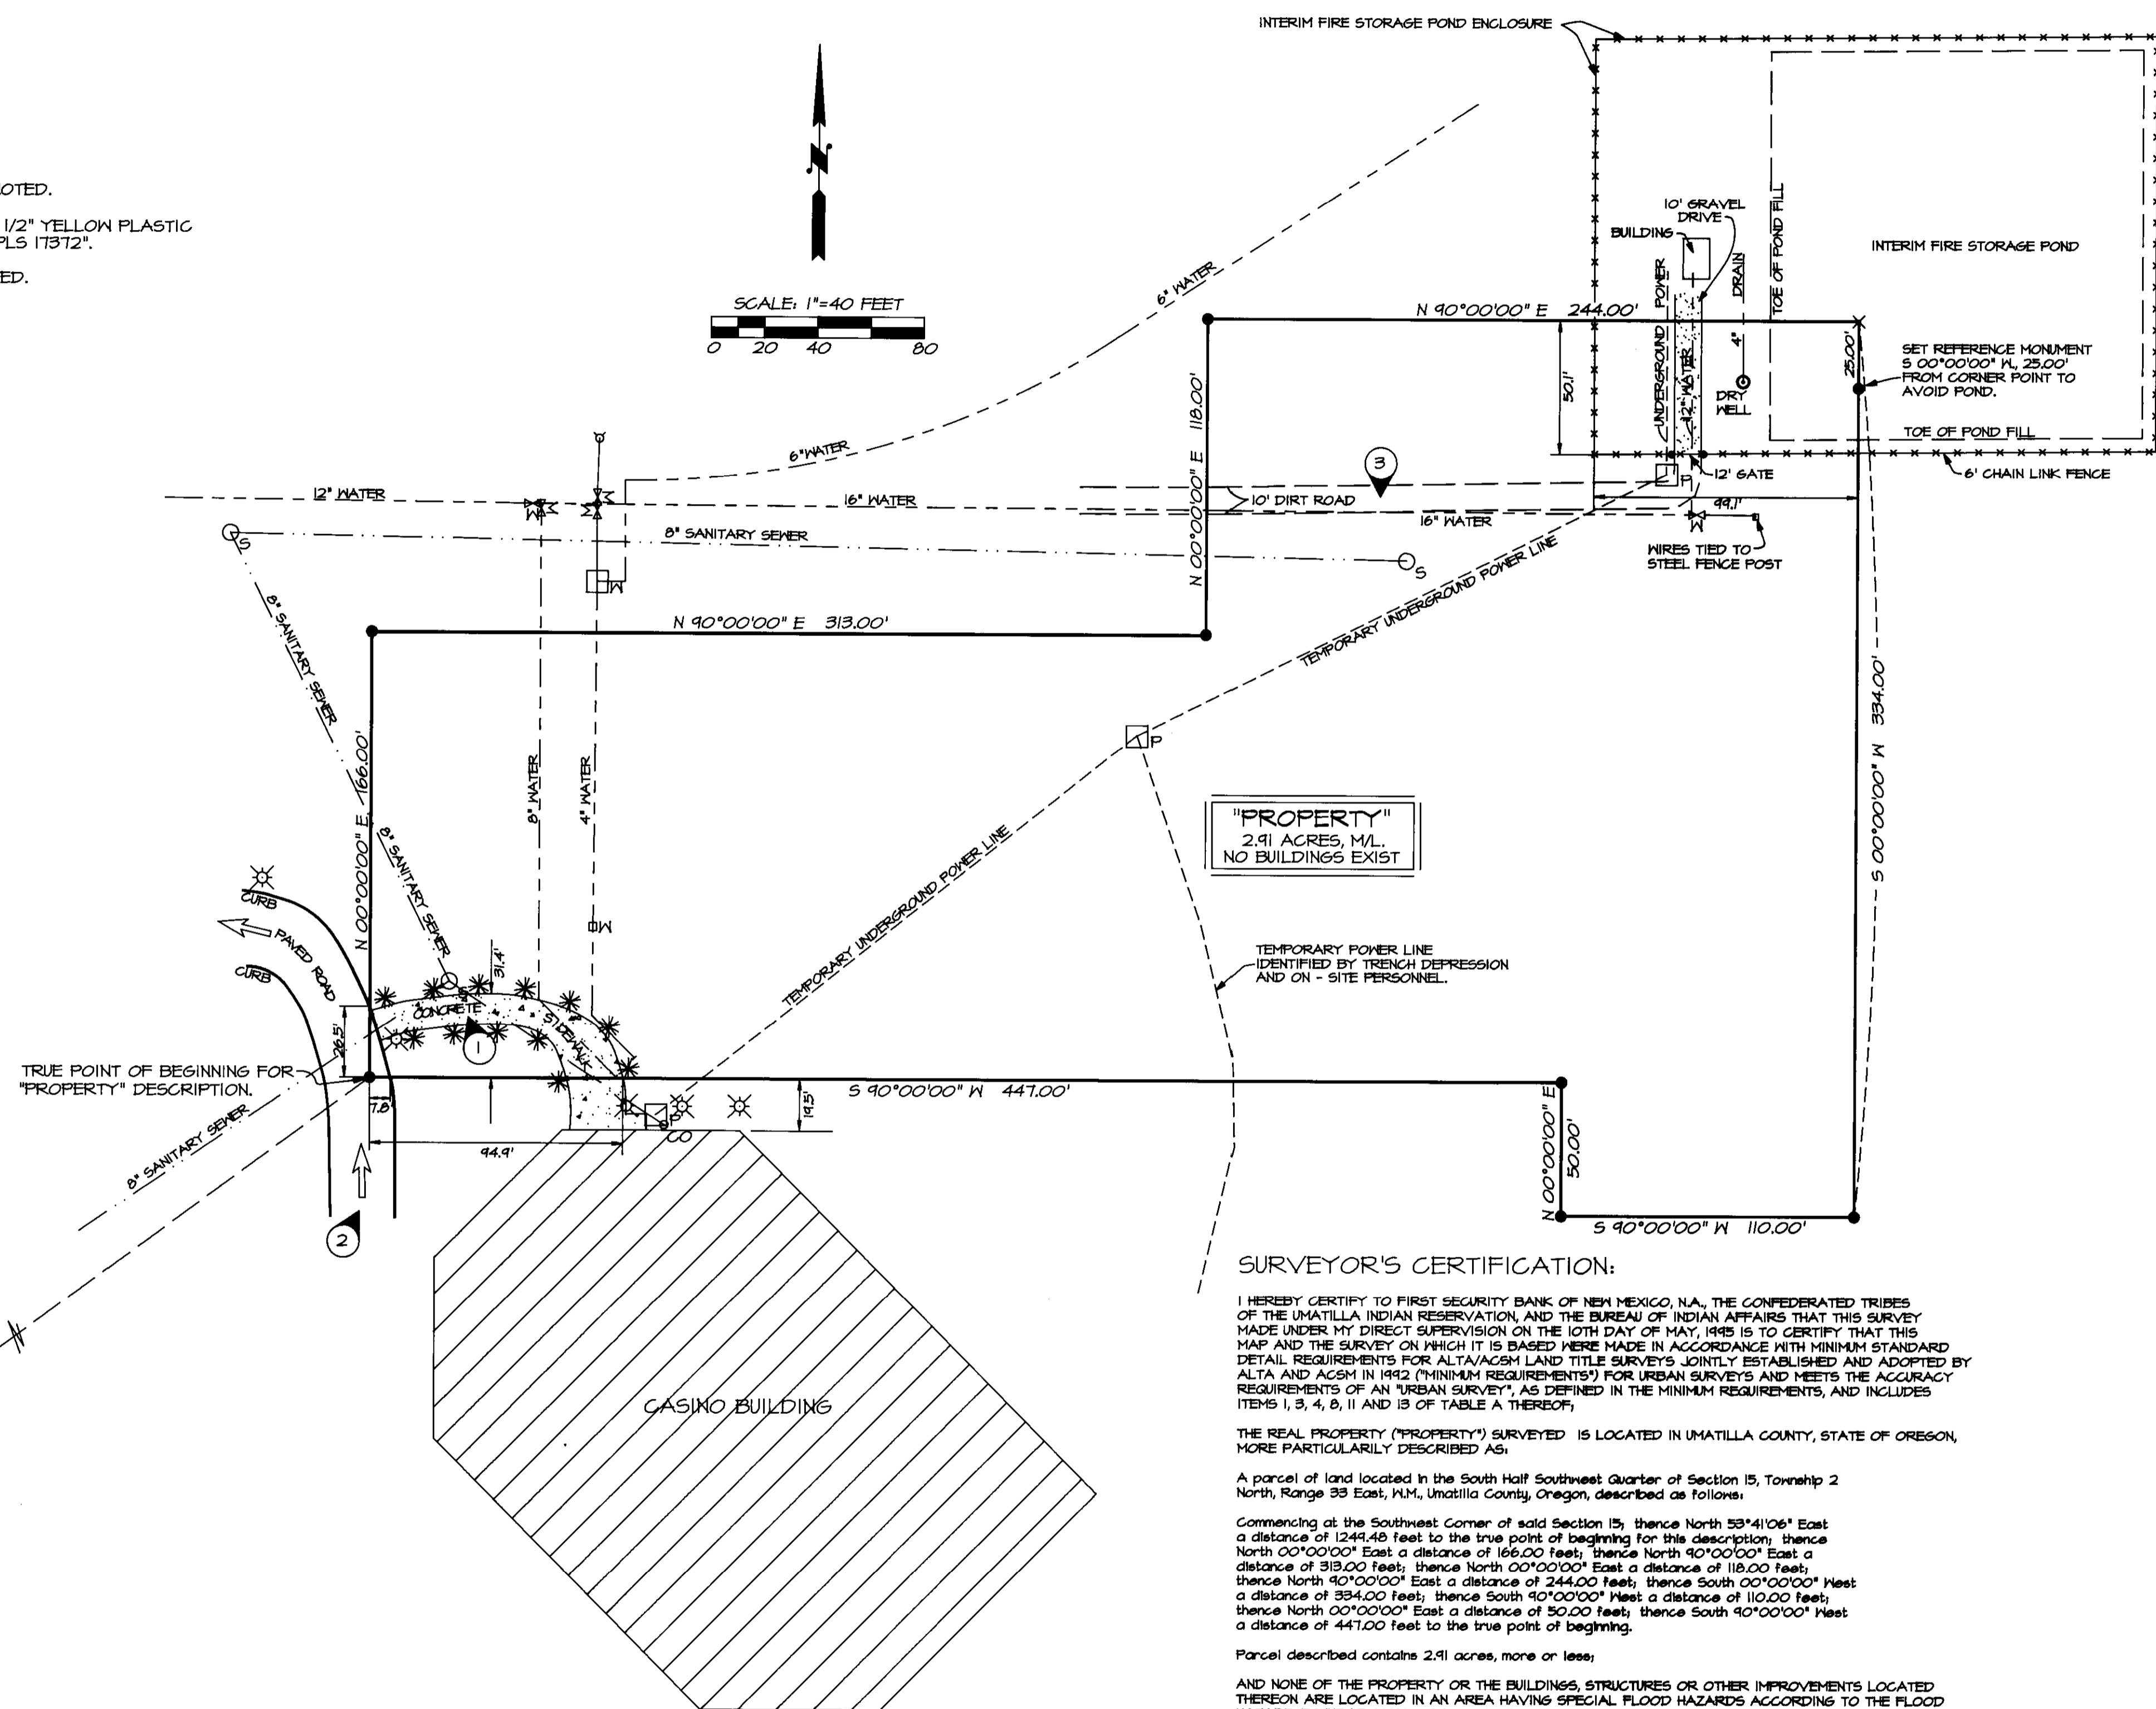 INTERIM FIRE STORAGE POND ENCLOSURE
OTED.
1/2" YELLOW PLASTIC
PLS 17372".
ED.
N
SCALE: 1"=40 FEET
0 20 40 80
6" WATER
6" WATER
12" WATER
16" WATER
8" SANITARY SEWER
S
S
M
M
M
M
M
10' GRAVEL
DRIVE
BUILDING
UNDERGROUND POWER
12" WATER
4" DRAIN
DRY
WELL
TOE OF POND FILL
INTERIM FIRE STORAGE POND
N 90°00'00" E 244.00'
25.00'
SET REFERENCE MONUMENT
S 00°00'00" W, 25.00'
FROM CORNER POINT TO
AVOID POND.
TOE OF POND FILL
6' CHAIN LINK FENCE
12' GATE
P
50.1'
99.1'
3
10' DIRT ROAD
16" WATER
M
WIRES TIED TO
STEEL FENCE POST
N 00°00'00" E 118.00'
N 90°00'00" E 313.00'
TEMPORARY UNDERGROUND POWER LINE
P
8" SANITARY SEWER
N 00°00'00" E 166.00'
8" SANITARY SEWER
8" WATER
4" WATER
TEMPORARY UNDERGROUND POWER LINE
"PROPERTY"
2.91 ACRES, M/L.
NO BUILDINGS EXIST
S 00°00'00" W 334.00'
TEMPORARY POWER LINE
IDENTIFIED BY TRENCH DEPRESSION
AND ON - SITE PERSONNEL.
CURB
PAVED ROAD
CURB
31.4'
S
CONCRETE
SIDEWALK
1
26.5'
TRUE POINT OF BEGINNING FOR
"PROPERTY" DESCRIPTION.
7.8'
8" SANITARY SEWER
94.9'
P
CO
19.5'
S 90°00'00" W 447.00'
N 00°00'00" E
50.00'
S 90°00'00" W 110.00'
2
CASINO BUILDING
SURVEYOR'S CERTIFICATION:
I HEREBY CERTIFY TO FIRST SECURITY BANK OF NEW MEXICO, N.A., THE CONFEDERATED TRIBES
OF THE UMATILLA INDIAN RESERVATION, AND THE BUREAU OF INDIAN AFFAIRS THAT THIS SURVEY
MADE UNDER MY DIRECT SUPERVISION ON THE 10TH DAY OF MAY, 1995 IS TO CERTIFY THAT THIS
MAP AND THE SURVEY ON WHICH IT IS BASED WERE MADE IN ACCORDANCE WITH MINIMUM STANDARD
DETAIL REQUIREMENTS FOR ALTA/ACSM LAND TITLE SURVEYS JOINTLY ESTABLISHED AND ADOPTED BY
ALTA AND ACSM IN 1992 ("MINIMUM REQUIREMENTS") FOR URBAN SURVEYS AND MEETS THE ACCURACY
REQUIREMENTS OF AN "URBAN SURVEY", AS DEFINED IN THE MINIMUM REQUIREMENTS, AND INCLUDES
ITEMS 1, 3, 4, 8, 11 AND 13 OF TABLE A THEREOF;
THE REAL PROPERTY ("PROPERTY") SURVEYED IS LOCATED IN UMATILLA COUNTY, STATE OF OREGON,
MORE PARTICULARILY DESCRIBED AS:
A parcel of land located in the South Half Southwest Quarter of Section 15, Township 2
North, Range 33 East, W.M., Umatilla County, Oregon, described as follows:
Commencing at the Southwest Corner of said Section 15; thence North 53°41'06" East
a distance of 1249.48 feet to the true point of beginning for this description; thence
North 00°00'00" East a distance of 166.00 feet; thence North 90°00'00" East a
distance of 313.00 feet; thence North 00°00'00" East a distance of 118.00 feet;
thence North 90°00'00" East a distance of 244.00 feet; thence South 00°00'00" West
a distance of 334.00 feet; thence South 90°00'00" West a distance of 110.00 feet;
thence North 00°00'00" East a distance of 50.00 feet; thence South 90°00'00" West
a distance of 447.00 feet to the true point of beginning.
Parcel described contains 2.91 acres, more or less;
AND NONE OF THE PROPERTY OR THE BUILDINGS, STRUCTURES OR OTHER IMPROVEMENTS LOCATED
THEREON ARE LOCATED IN AN AREA HAVING SPECIAL FLOOD HAZARDS ACCORDING TO THE FLOOD